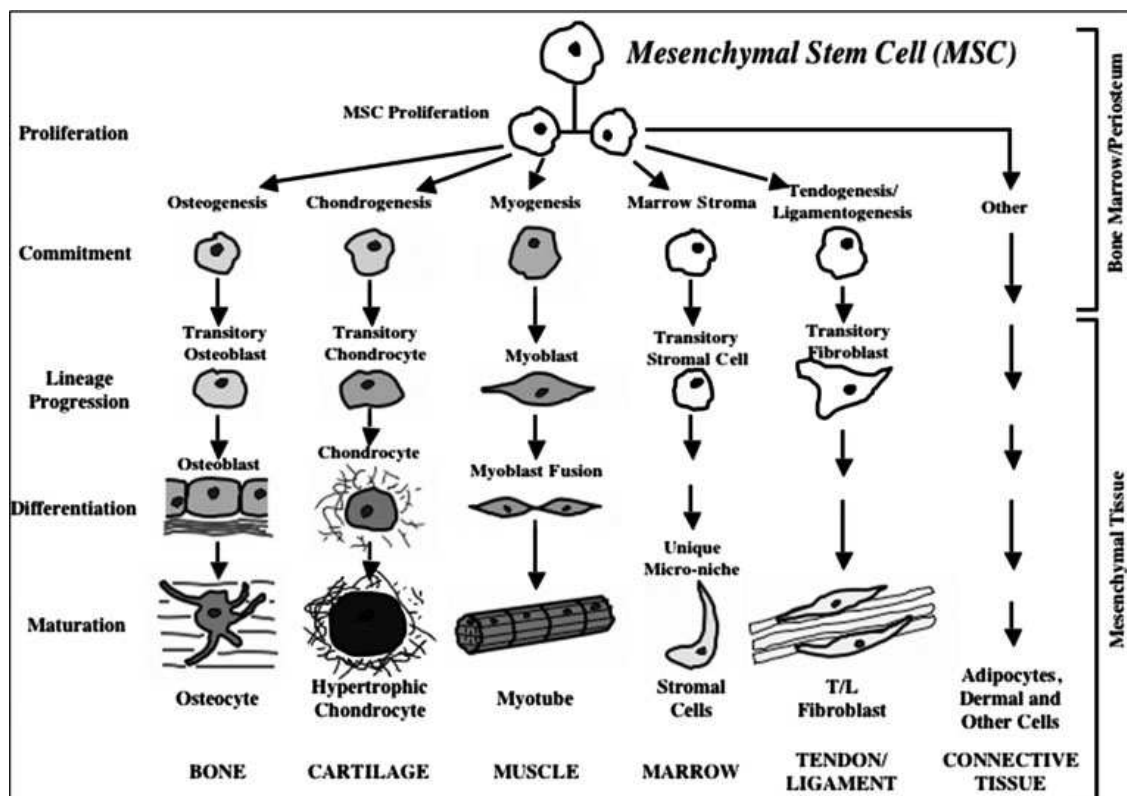 Mesenchymal Stem Cell (MSC)
MSC Proliferation
Proliferation
Osteogenesis
Chondrogenesis
Myogenesis
Marrow Stroma
Tendogenesis/
Ligamentogenesis
Other
Commitment
Bone Marrow/Periosteum
Transitory
Osteoblast
Transitory
Chondrocyte
Myoblast
Transitory
Stromal Cell
Transitory
Fibroblast
Lineage
Progression
Osteoblast
Chondrocyte
Myoblast Fusion
Differentiation
Unique
Micro-niche
Maturation
Mesenchymal Tissue
Osteocyte
Hypertrophic
Chondrocyte
Myotube
Stromal
Cells
T/L
Fibroblast
Adipocytes,
Dermal and
Other Cells
BONE
CARTILAGE
MUSCLE
MARROW
TENDON/
LIGAMENT
CONNECTIVE
TISSUE